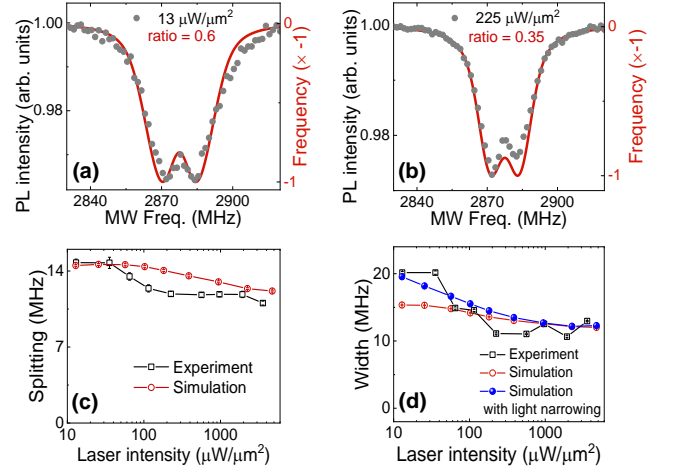 13 μW/μm²
ratio = 0.6
PL intensity (arb. units)
1.00
0.98
0
-1
Frequency (× -1)
(a)
2840
2870
2900
MW Freq. (MHz)
225 μW/μm²
ratio = 0.35
PL intensity (arb. units)
1.00
0.98
0.97
0
-1
Frequency (×-1)
(b)
2840
2870
2900
MW Freq. (MHz)
Splitting (MHz)
14
7
0
Experiment
Simulation
(c)
10
100
1000
Laser intensity (μW/μm²)
Width (MHz)
20
10
0
Experiment
Simulation
Simulation
with light narrowing
(d)
10
100
1000
Laser intensity (μW/μm²)